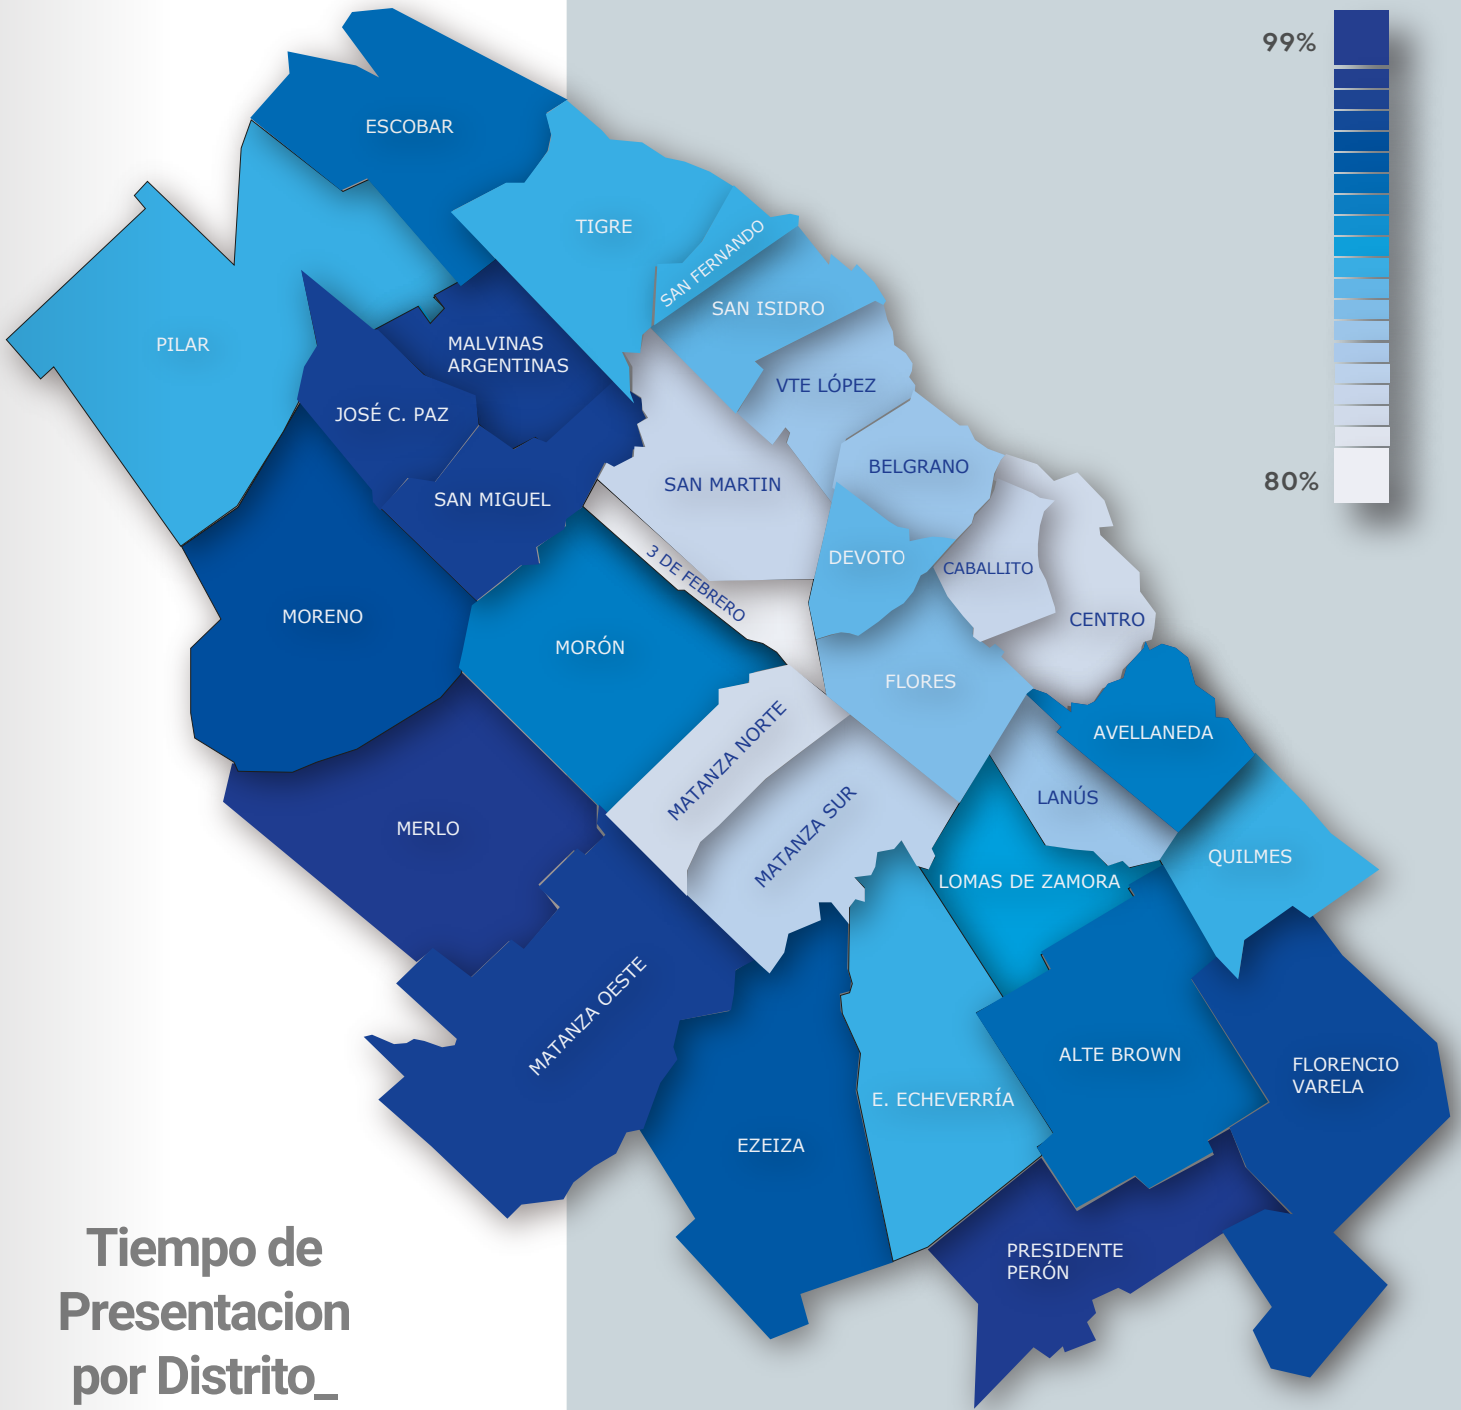 99%
ESCOBAR
TIGRE
SAN FERNANDO
SAN ISIDRO
PILAR
MALVINAS
ARGENTINAS
VTE LÓPEZ
JOSÉ C. PAZ
BELGRANO
SAN MARTIN
80%
SAN MIGUEL
DEVOTO
CABALLITO
3 DE FEBRERO
MORENO
CENTRO
MORÓN
FLORES
AVELLANEDA
MATANZA NORTE
LANÚS
MERLO
MATANZA SUR
QUILMES
LOMAS DE ZAMORA
MATANZA OESTE
ALTE BROWN
FLORENCIO
VARELA
E. ECHEVERRÍA
EZEIZA
PRESIDENTE
PERÓN
Tiempo de
Presentacion
por Distrito_